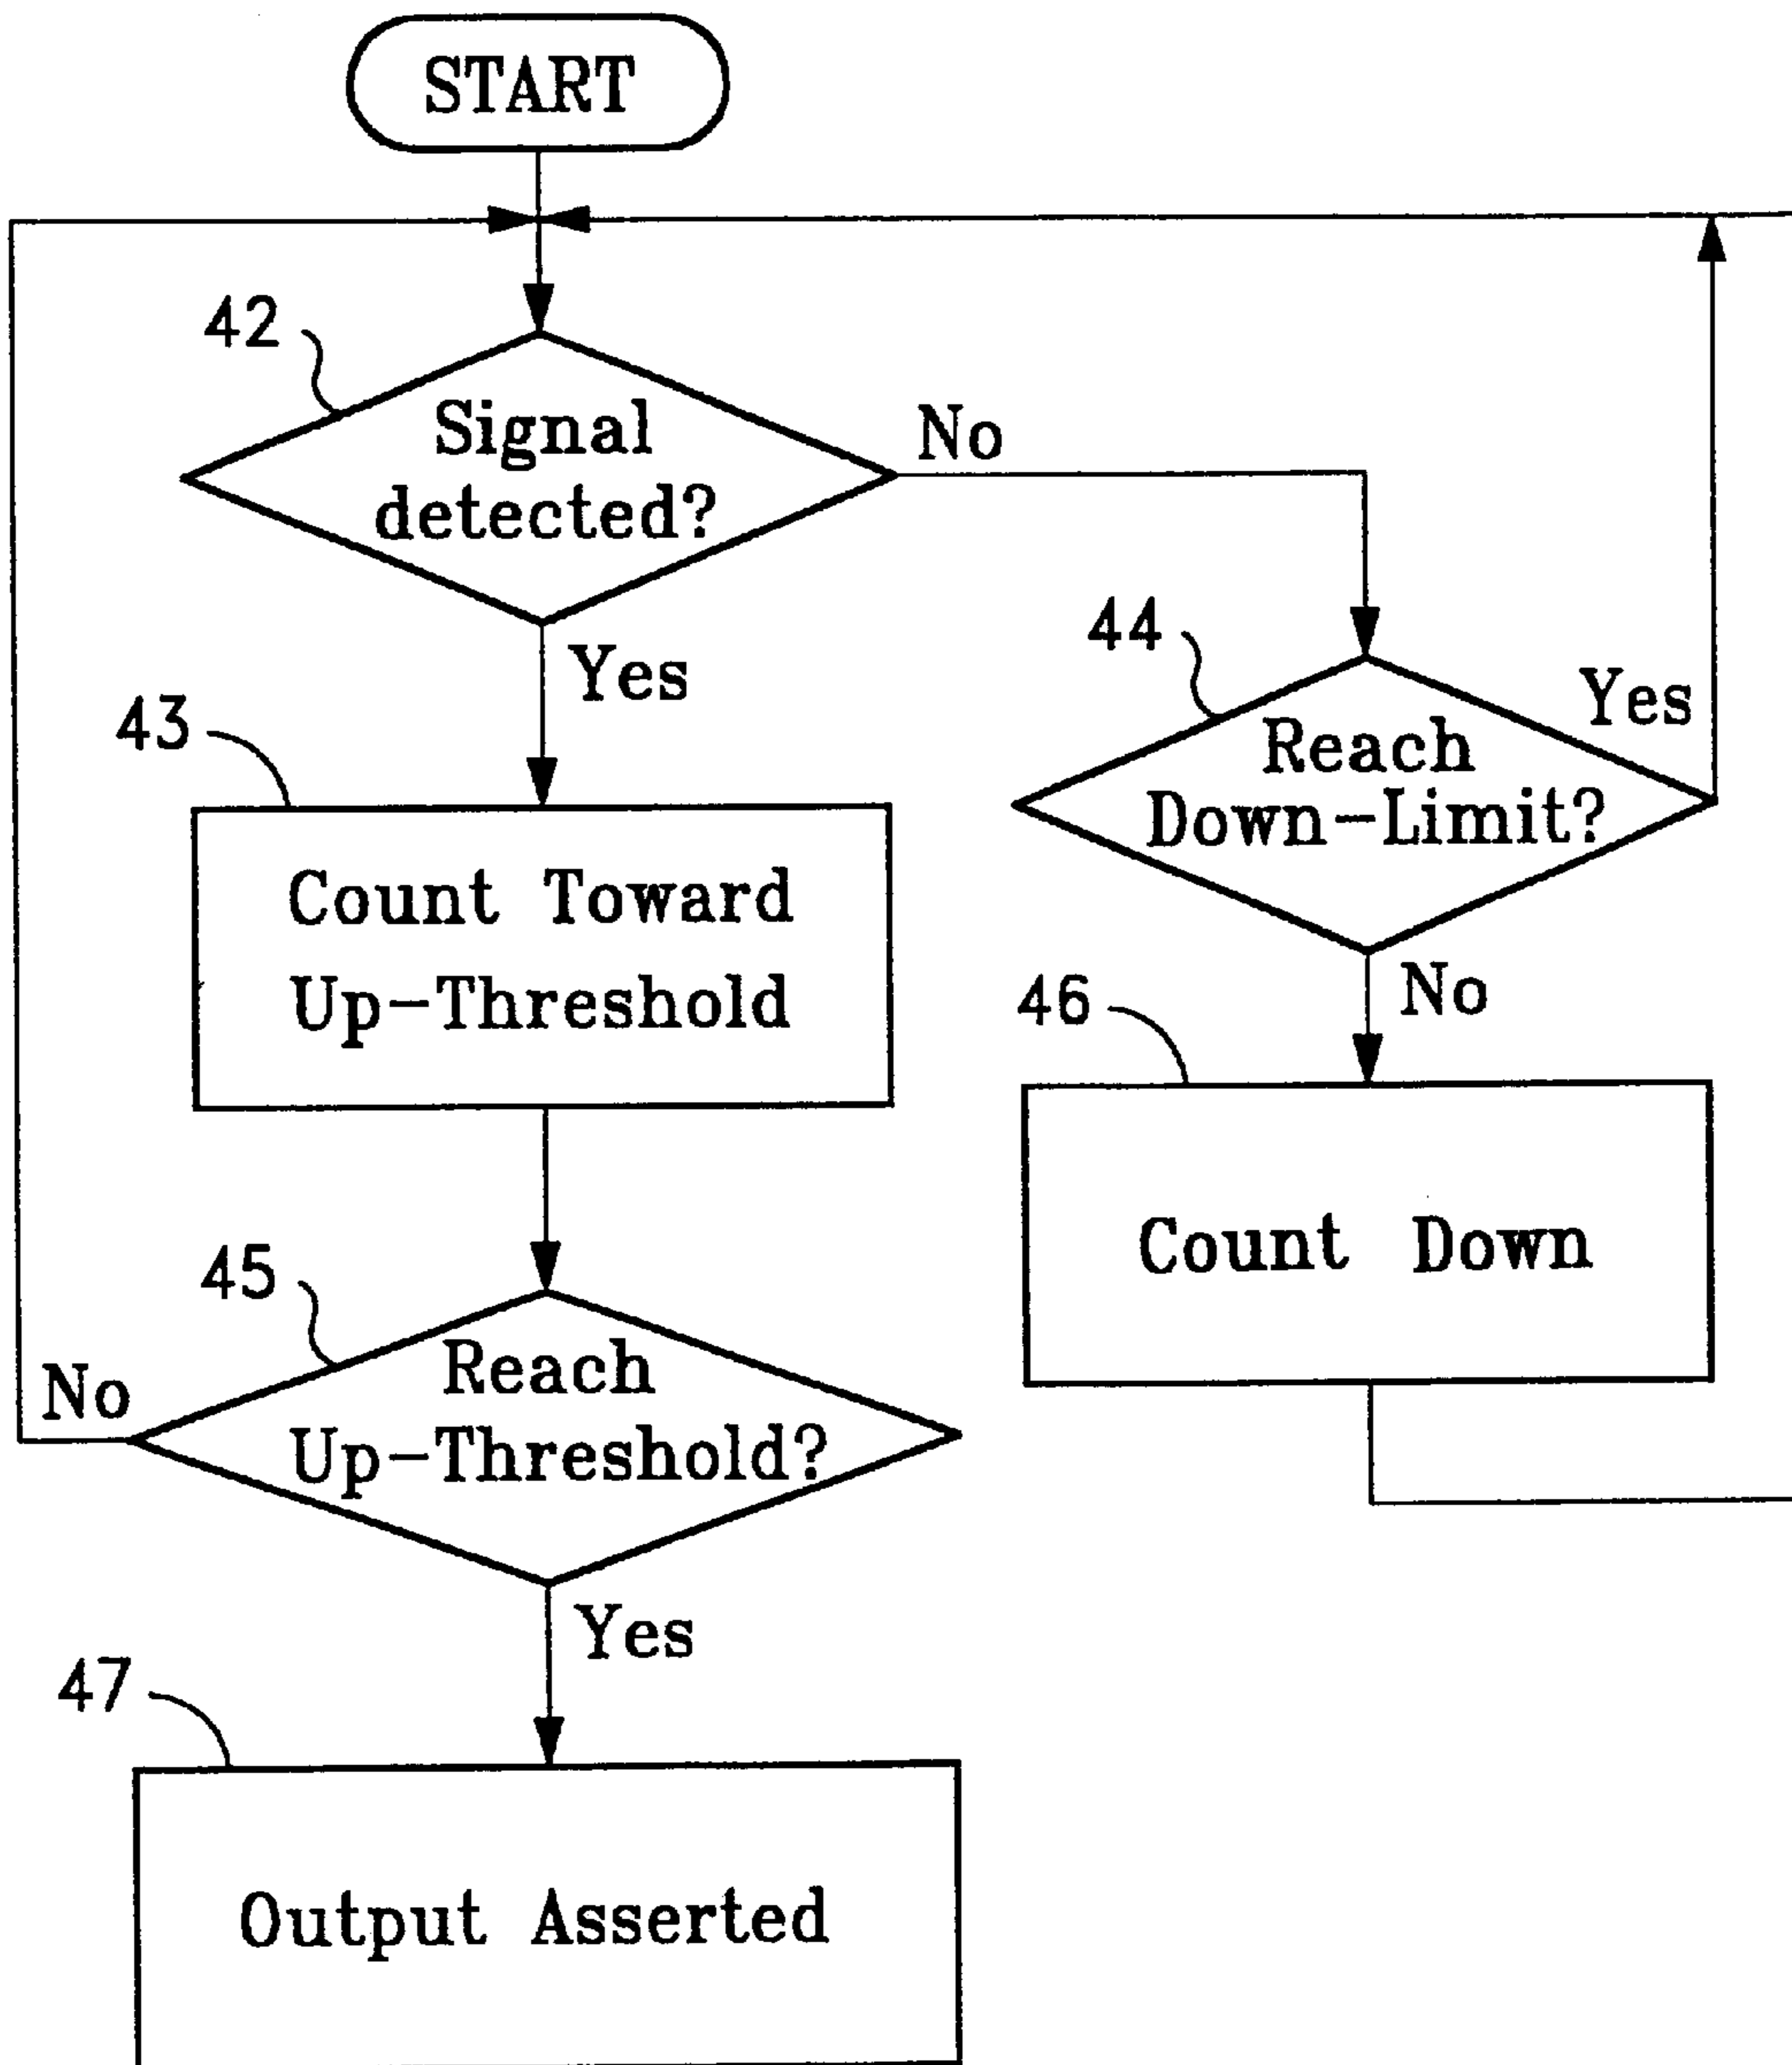 START
42
Signal
detected?
No
Yes
43
Count Toward
Up-Threshold
44
Reach
Down-Limit?
Yes
No
46
Count Down
45
Reach
Up-Threshold?
No
Yes
47
Output Asserted